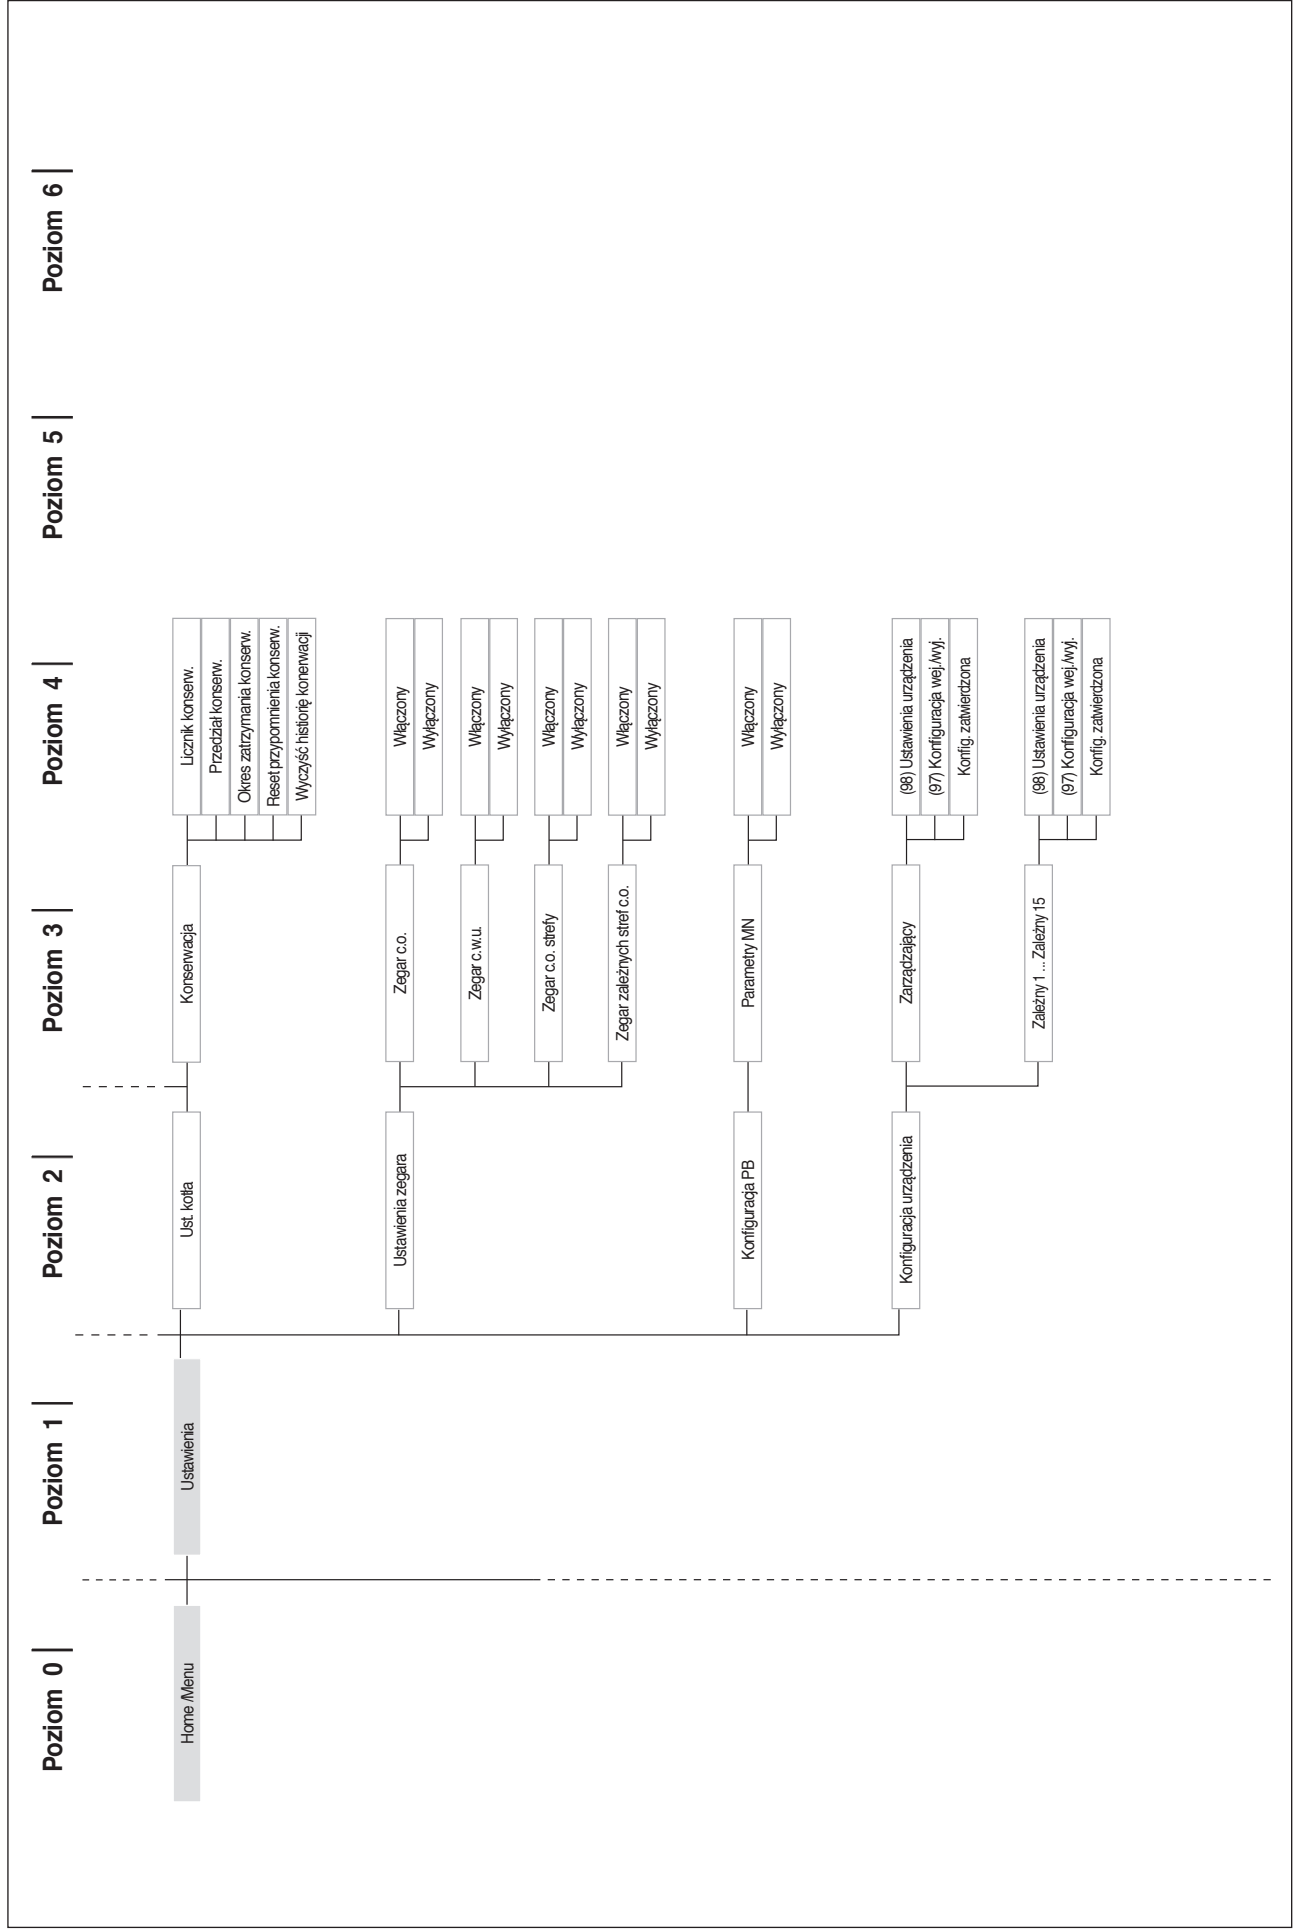 Poziom 0
Poziom 1
Poziom 2
Poziom 3
Poziom 4
Poziom 5
Poziom 6
Home /Menu
Ustawienia
Ust. kotła
Konserwacja
Licznik konserw.
Przedział konserw.
Okres zatrzymania konserw.
Reset przypomnienia konserw.
Wyczyść histiorię konerwacji
Ustawienia zegara
Zegar c.o.
Włączony
Wyłączony
Zegar c.w.u.
Włączony
Wyłączony
Zegar c.o. strefy
Włączony
Wyłączony
Zegar zależnych stref c.o.
Włączony
Wyłączony
Konfiguracja PB
Parametry MN
Włączony
Wyłączony
Konfiguracja urządzenia
Zarządzający
(98) Ustawienia urządzenia
(97) Konfiguracja wej./wyj.
Konfig. zatwierdzona
Zależny 1 ... Zależny 15
(98) Ustawienia urządzenia
(97) Konfiguracja wej./wyj.
Konfig. zatwierdzona